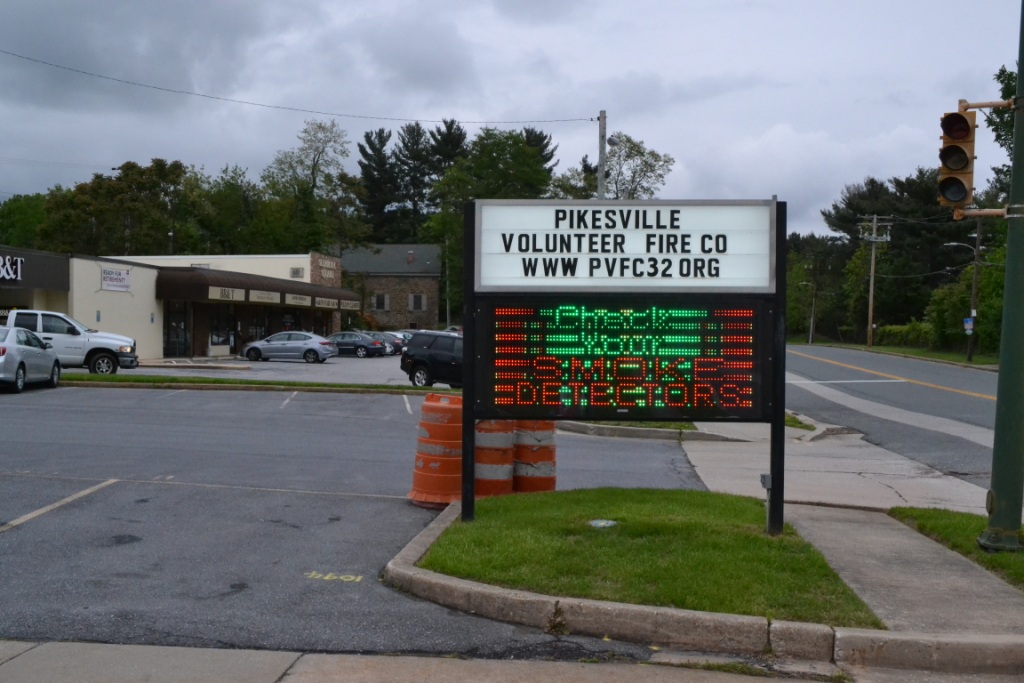 PIKESVILLE
VOLUNTEER FIRE CO
WWW PVFC32 ORG
Check
your
SMOKE
DETECTORS
&T